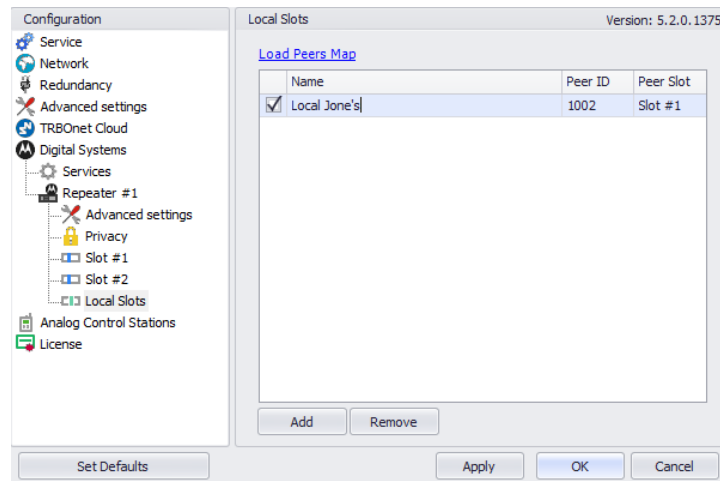 Configuration
Service
Network
Redundancy
Advanced settings
TRBOnet Cloud
Digital Systems
Services
Repeater #1
Advanced settings
Privacy
Slot #1
Slot #2
Local Slots
Analog Control Stations
License
Set Defaults
Local Slots Version: 5.2.0.1375
Load Peers Map
Name Peer ID Peer Slot
Local Jone's 1002 Slot #1
Add Remove
Apply OK Cancel